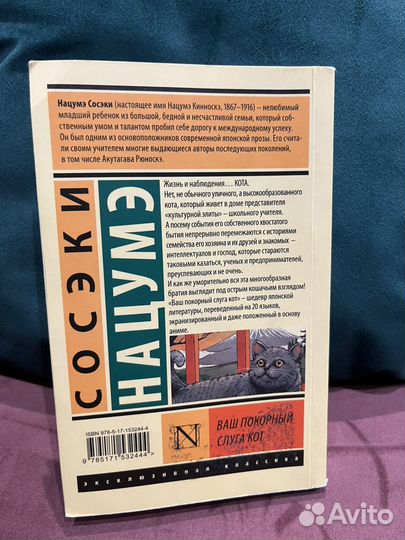 Нацумэ Сосэки (настоящее имя Нацумэ Кинноскэ, 1867–1916) – нелюбимый
младший ребенок из большой, бедной и несчастливой семьи, который соб-
ственным умом и талантом пробил себе дорогу к международному успеху.
Он был одним из основоположников современной японской прозы. Его счита-
ли своим учителем многие выдающиеся авторы последующих поколений,
в том числе Акутагава Рюноскэ.
СОСЭКИ
НАЦУМЭ
Жизнь и наблюдения... КОТА.
Нет, не обычного уличного, а высокообразованного
кота, который живет в доме представителя
«культурной элиты» – школьного учителя.
А посему события его собственного хвостатого
бытия непрерывно перемежаются с историями
семейства его хозяина и их друзей и знакомых –
интеллектуалов и господ, которые стараются
таковыми казаться, ученых и предпринимателей,
преуспевающих и не очень.
И как же уморительно вся эта многообразная
братия выглядит под острым кошачьим взглядом!
«Ваш покорный слуга кот» – шедевр японской
литературы, переведенный на 20 языков,
экранизированный и даже положенный в основу
аниме.
ISBN 978-5-17-153244-4
9 785171 532444 >
N
ВАШ ПОКОРНЫЙ
СЛУГА КОТ
эксклюзивная классика
Avito